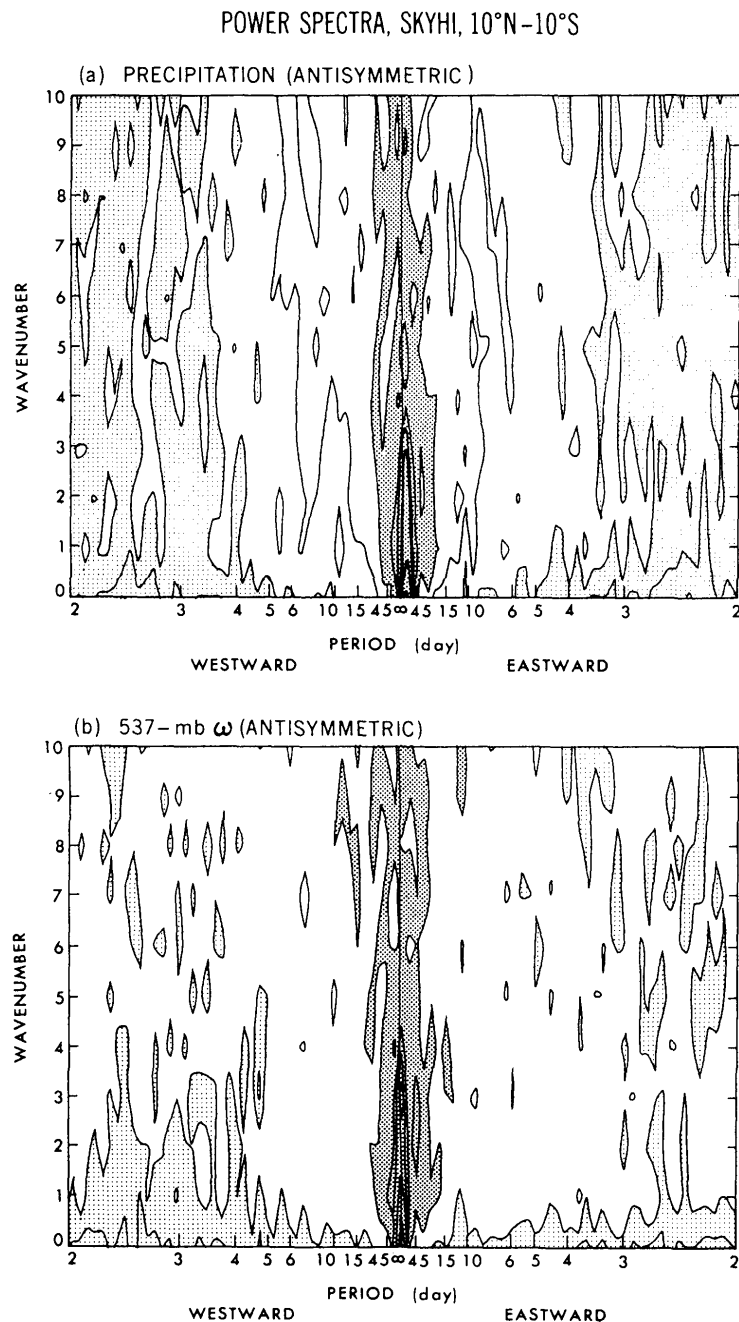 POWER SPECTRA, SKYHI, 10°N-10°S
(a) PRECIPITATION (ANTISYMMETRIC)
10
9
8
7
6
5
4
3
2
1
0
WAVENUMBER
2 3 4 5 6 10 15 45 ∞ 45 15 10 6 5 4 3 2
PERIOD (day)
WESTWARD EASTWARD
(b) 537-mb ω (ANTISYMMETRIC)
10
9
8
7
6
5
4
3
2
1
0
WAVENUMBER
2 3 4 5 6 10 15 45 ∞ 45 15 10 6 5 4 3 2
PERIOD (day)
WESTWARD EASTWARD